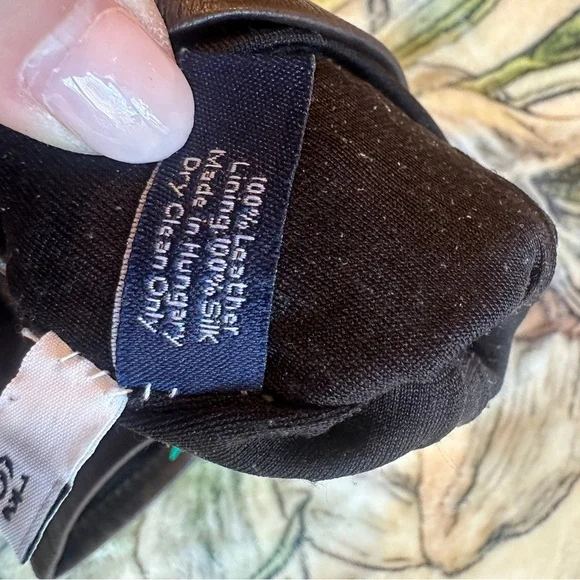 100% Leather
Lining: 100% Silk
Made in Hungary
Dry Clean Only